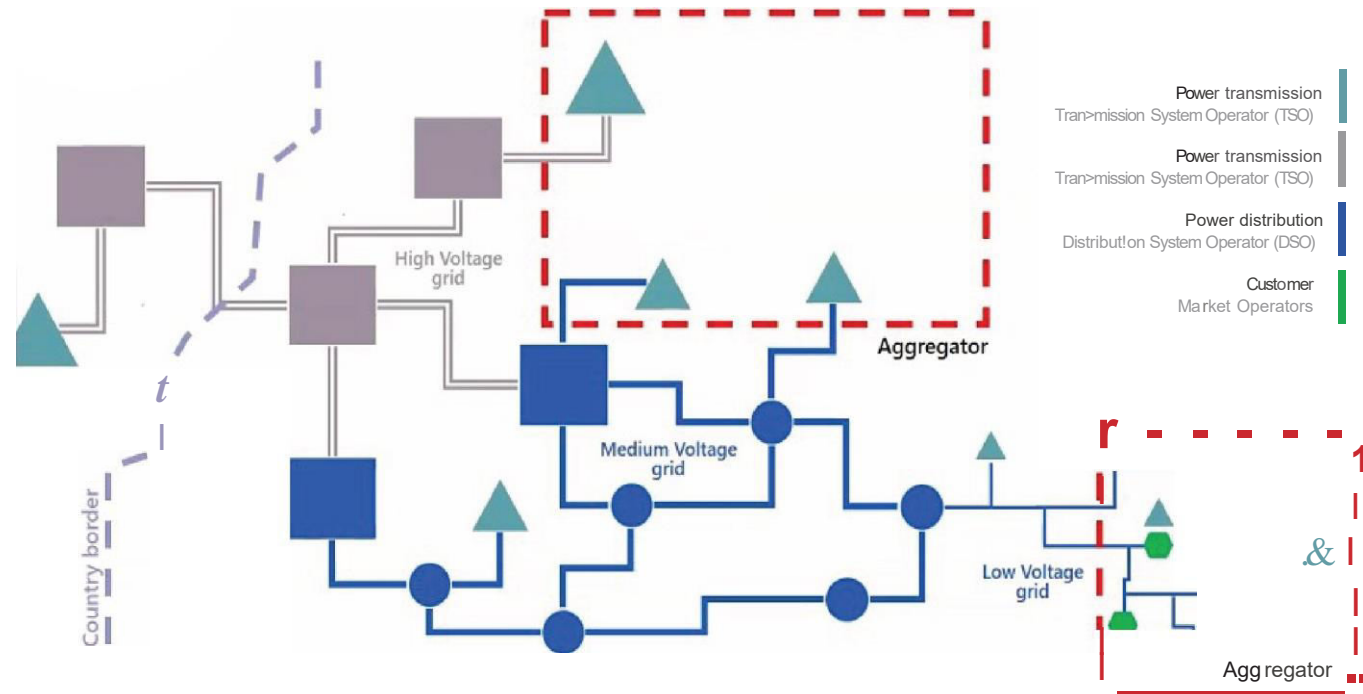 Power transmission
Tran>mission System Operator (TSO)
Power transmission
Tran>mission System Operator (TSO)
Power distribution
Distribut!on System Operator (DSO)
Customer
Market Operators
High Voltage
grid
Aggregator
t
Medium Voltage
grid
r
1
Country border
&
Low Voltage
grid
Agg regator